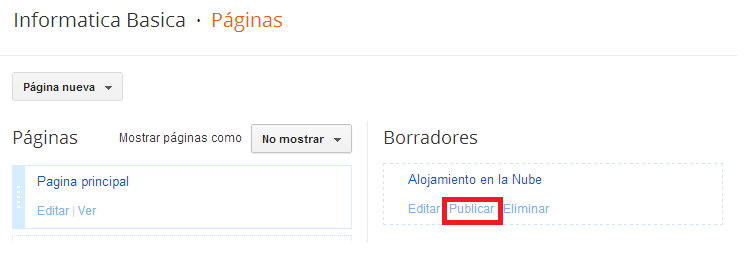 Informatica Basica · Páginas
Página nueva
Páginas
Mostrar páginas como
No mostrar
Pagina principal
Editar | Ver
Borradores
Alojamiento en la Nube
Editar Publicar Eliminar